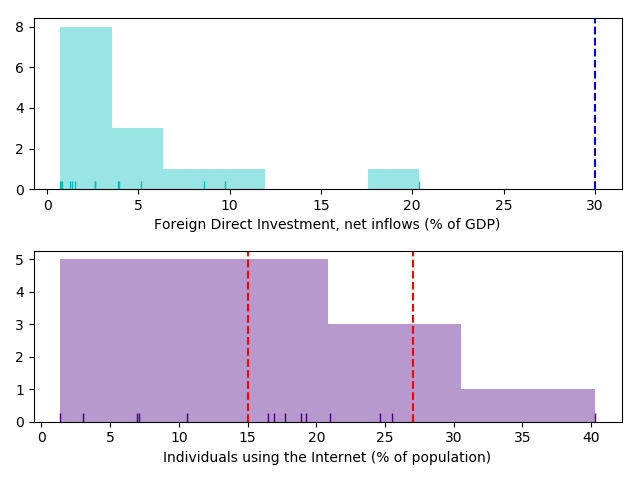 8
6
4
2
0
0 5 10 15 20 25 30
Foreign Direct Investment, net inflows (% of GDP)
5
4
3
2
1
0
0 5 10 15 20 25 30 35 40
Individuals using the Internet (% of population)